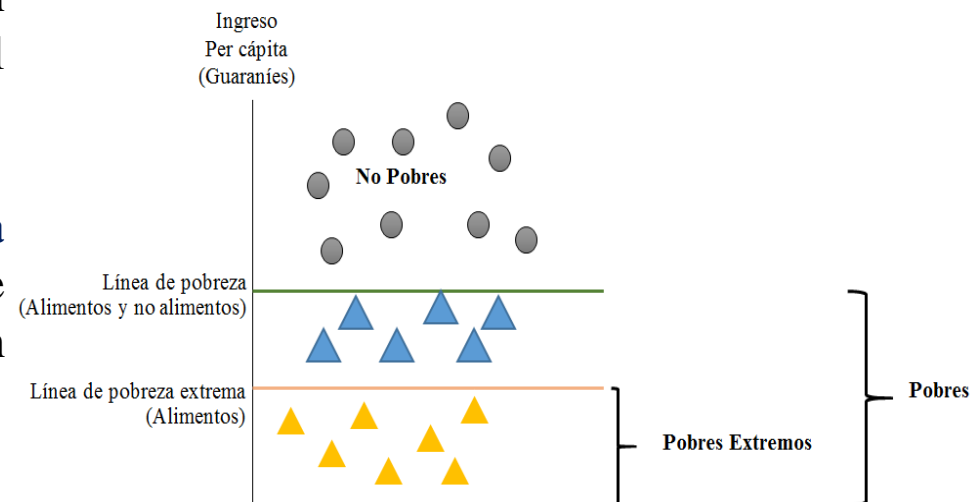 Ingreso
Per cápita
(Guaraníes)
No Pobres
Línea de pobreza
(Alimentos y no alimentos)
Línea de pobreza extrema
(Alimentos)
Pobres
Pobres Extremos